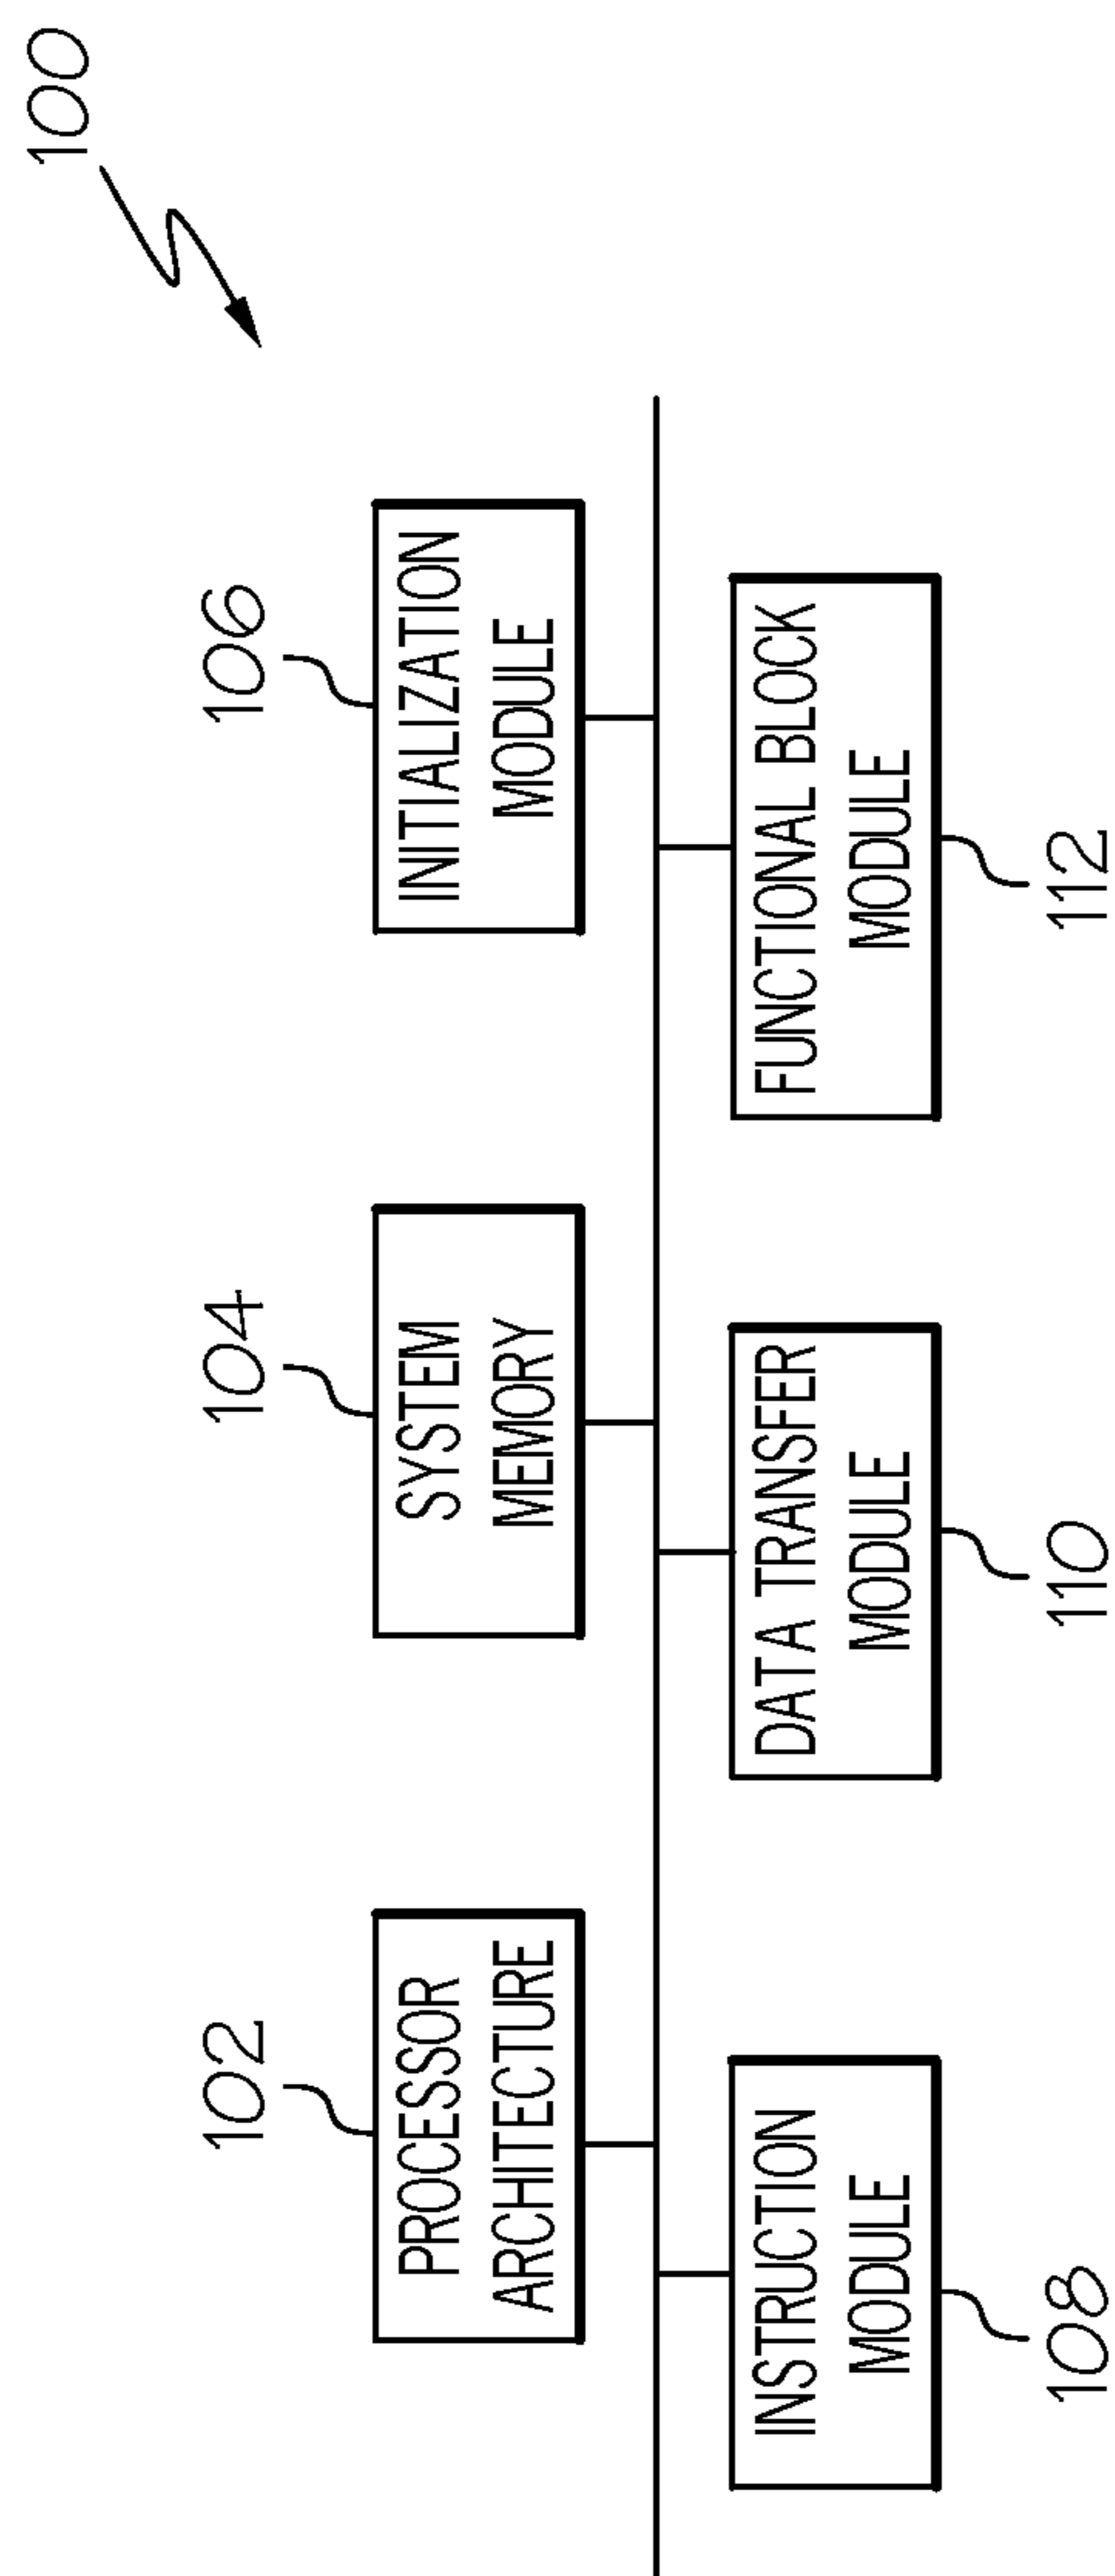 100
102
104
106
PROCESSOR
ARCHITECTURE
SYSTEM
MEMORY
INITIALIZATION
MODULE
INSTRUCTION
MODULE
DATA TRANSFER
MODULE
FUNCTIONAL BLOCK
MODULE
108
110
112